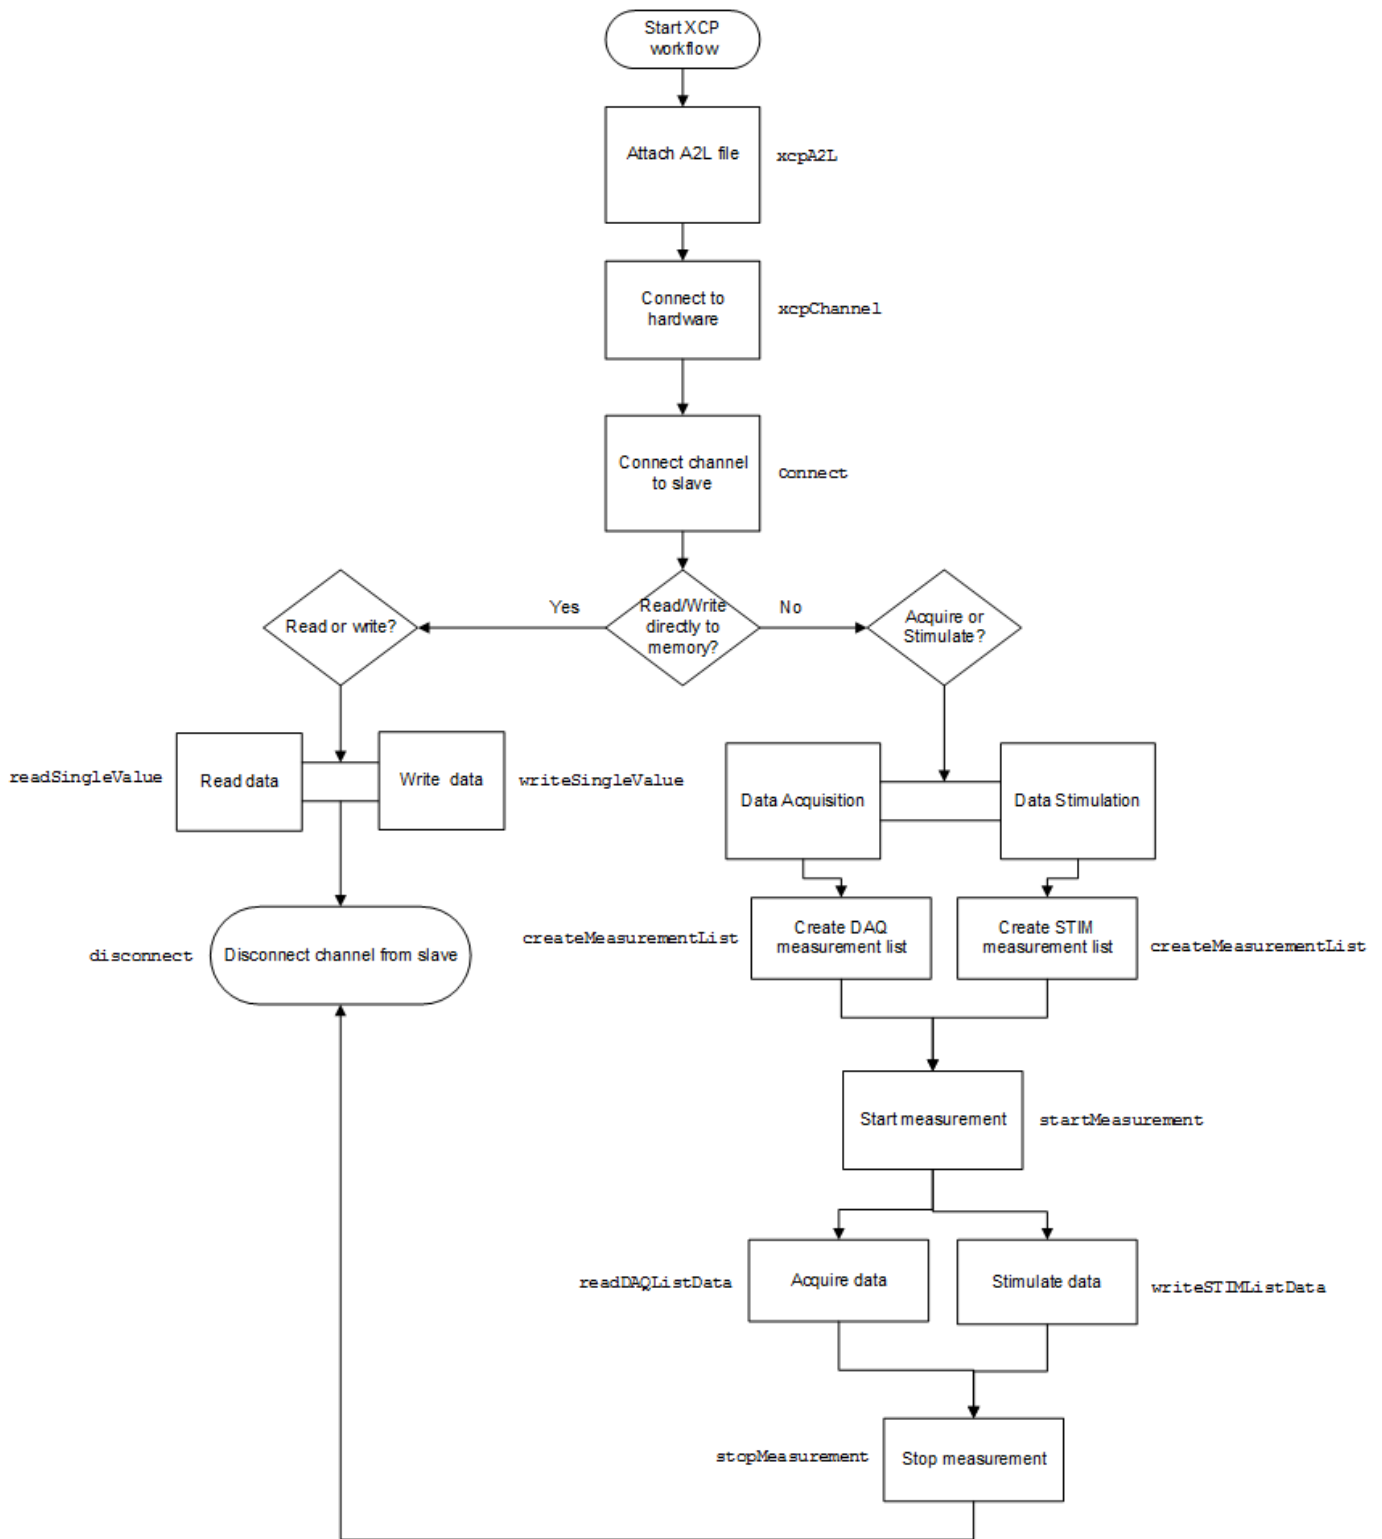 Start XCP
workflow
Attach A2L file
xcpA2L
Connect to
hardware
xcpChannel
Connect channel
to slave
Connect
Read or write?
Yes
Read/Write
directly to
memory?
No
Acquire or
Stimulate?
readSingleValue
Read data
Write data
writeSingleValue
Data Acquisition
Data Stimulation
disconnect
Disconnect channel from slave
createMeasurementList
Create DAQ
measurement list
Create STIM
measurement list
createMeasurementList
Start measurement
startMeasurement
readDAQListData
Acquire data
Stimulate data
writeSTIMListData
stopMeasurement
Stop measurement